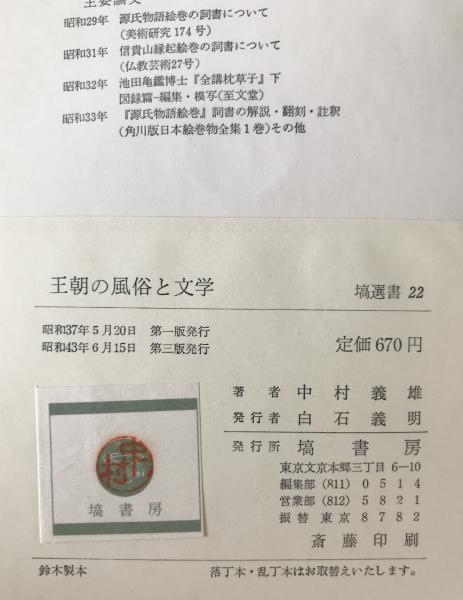 主要論文
昭和29年 源氏物語絵巻の詞書について
(美術研究174号)
昭和31年 信貴山縁起絵巻の詞書について
(仏教芸術27号)
昭和32年 池田亀鑑博士『全講枕草子』下
図録篇−編集・模写(至文堂)
昭和33年 『源氏物語絵巻』詞書の解説・翻刻・註釈
(角川版日本絵巻物全集1巻)その他
王朝の風俗と文学 塙選書 22
昭和37年5月20日 第一版発行
昭和43年6月15日 第三版発行
定価 670円
著者 中村義雄
発行者 白石義明
発行所 塙書房
東京文京本郷三丁目6−10
編集部(811)0514
営業部(812)5821
振替東京8782
斎藤印刷
中村
塙書房
鈴木製本 落丁本・乱丁本はお取替えいたします。